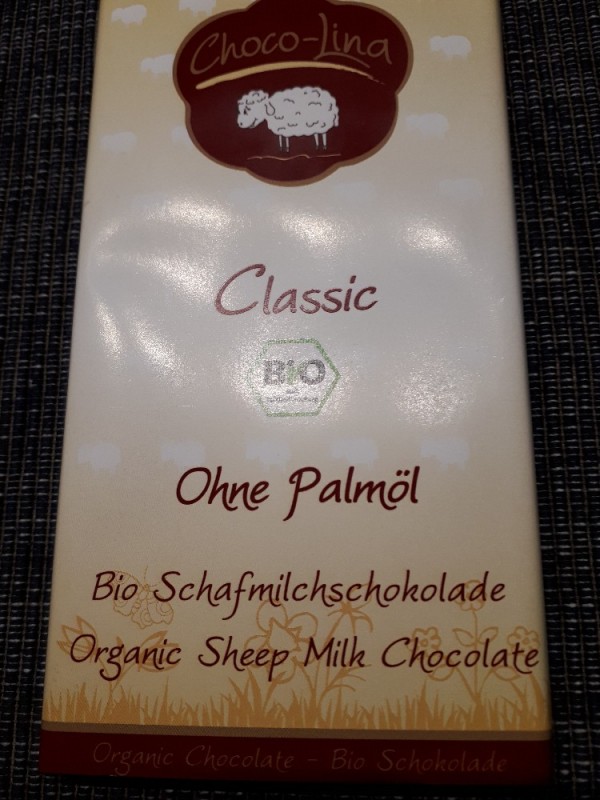 Choco-Lina
Classic
BiO
Ohne Palmöl
Bio Schafmilchschokolade
Organic Sheep Milk Chocolate
Organic Chocolate - Bio Schokolade